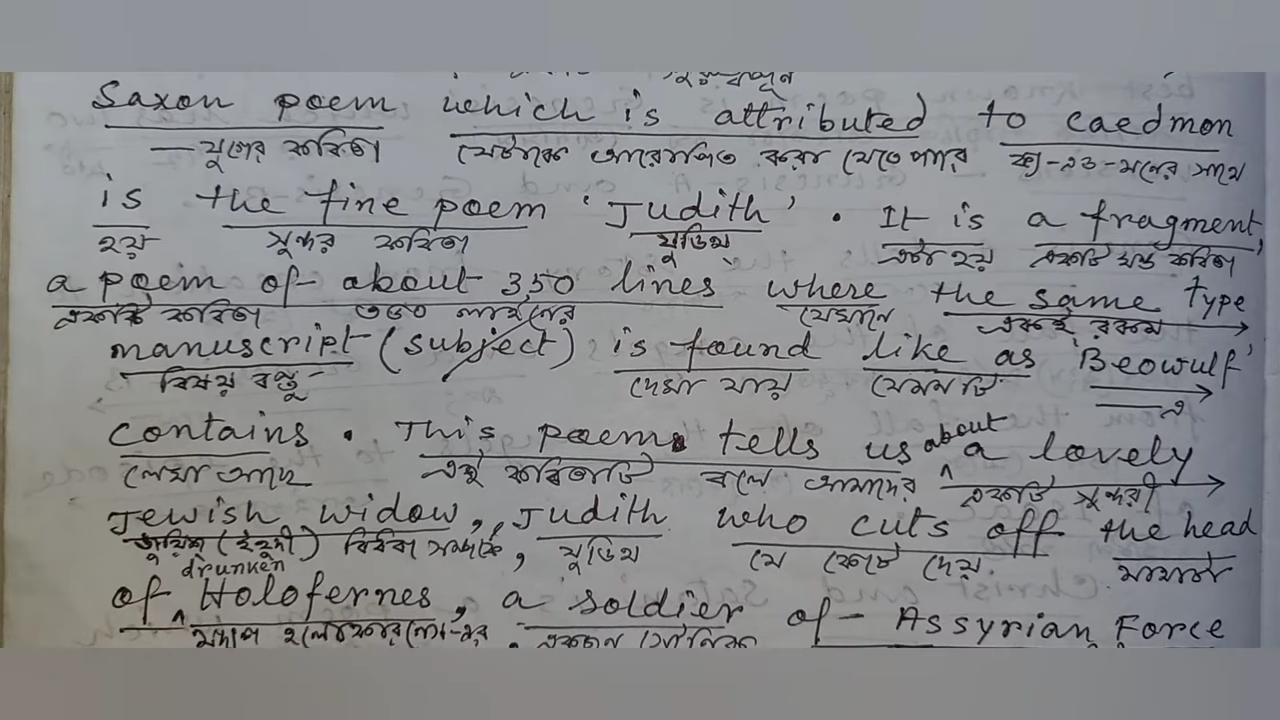 গুরুত্বপূর্ণ
Saxon poem which is attributed to caedmon
— যুগের কবিতা যেটাকে আরোপিত করা যেতে পারে ক্যা-এড-মনের সাথে
is the fine poem 'Judith'. It is a fragment,
হয় সুন্দর কবিতা যুডিথ এটা হয় একটি খন্ড কবিতা
a poem of about 350 lines where the same type
একটি কবিতা ৩৫০ লাইনের যেখানে একই রকম
manuscript (subject) is found like as Beowulf'
বিষয় বস্তু - দেখা যায় যেমনটি
contains. This poem tells us about a lovely
লেখা আছে এই কবিতাটি বলে আমাদের একটি সুন্দরী
Jewish widow, Judith who cuts off the head
জুয়িশ (ইহুদী) বিধবা সম্পর্কে, যুডিথ যে কেটে দেয় মাথাটা
drunken
of Holofernes, a soldier of Assyrian Force
মদ্যপ একজন সৈনিক